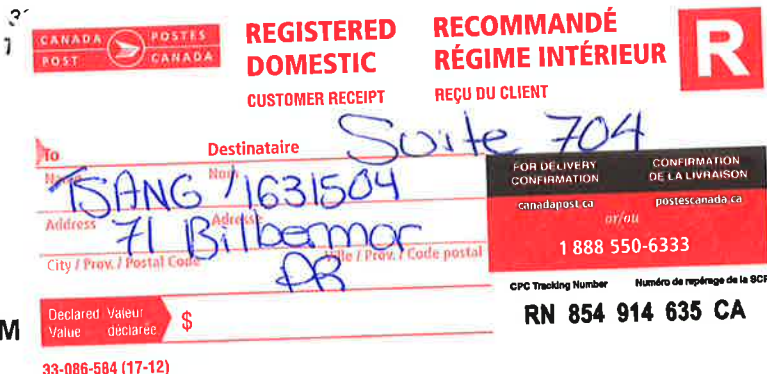 CANADA POST POSTES CANADA
REGISTERED DOMESTIC
CUSTOMER RECEIPT
RECOMMANDÉ RÉGIME INTÉRIEUR
REÇU DU CLIENT
R
To Destinataire Suite 704
Name Nom
TSANG / 1631504
Address Adresse
71 Bilbermar
City / Prov. / Postal Code Ville / Prov. / Code postal
DR
FOR DELIVERY CONFIRMATION
CONFIRMATION DE LA LIVRAISON
canadapost.ca postescanada.ca
or/ou
1 888 550-6333
CPC Tracking Number Numéro de repérage de la SCP
RN 854 914 635 CA
Declared Value Valeur déclarée $
M
33-086-584 (17-12)